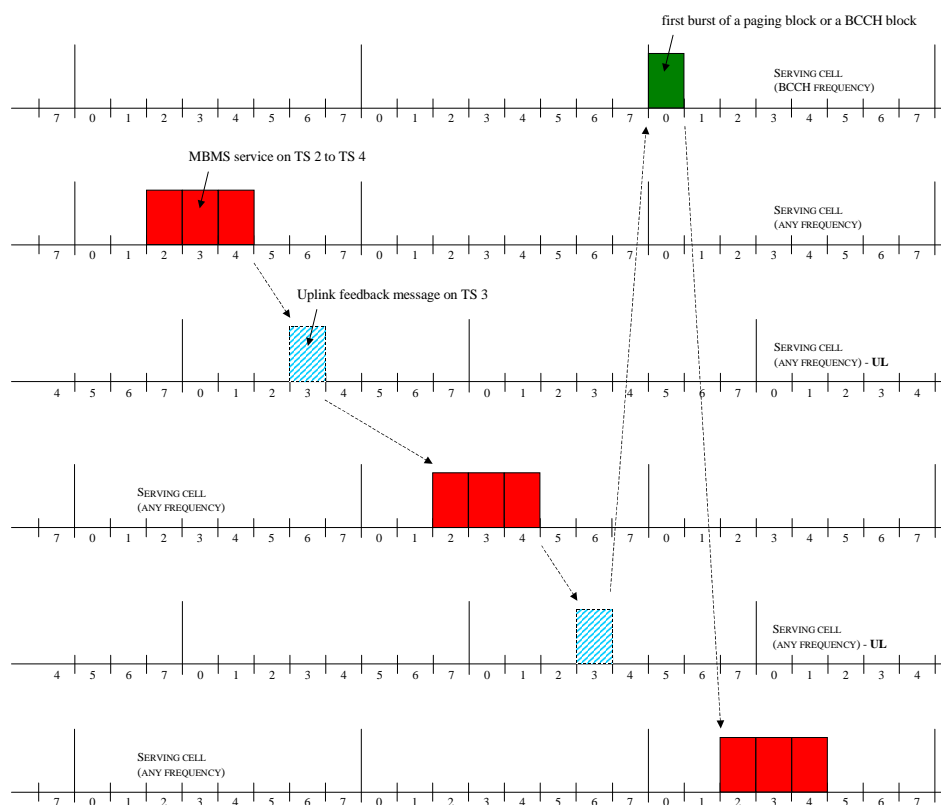 first burst of a paging block or a BCCH block
SERVING CELL
(BCCH FREQUENCY)
7 0 1 2 3 4 5 6 7 0 1 2 3 4 5 6 7 0 1 2 3 4 5 6 7 0
MBMS service on TS 2 to TS 4
SERVING CELL
(ANY FREQUENCY)
7 0 1 2 3 4 5 6 7 0 1 2 3 4 5 6 7 0 1 2 3 4 5 6 7 0
Uplink feedback message on TS 3
SERVING CELL
(ANY FREQUENCY) - UL
4 5 6 7 0 1 2 3 4 5 6 7 0 1 2 3 4 5 6 7 0 1 2 3 4
SERVING CELL
(ANY FREQUENCY)
7 0 1 2 3 4 5 6 7 0 1 2 3 4 5 6 7 0 1 2 3 4 5 6 7 0
SERVING CELL
(ANY FREQUENCY) - UL
4 5 6 7 0 1 2 3 4 5 6 7 0 1 2 3 4 5 6 7 0 1 2 3 4
SERVING CELL
(ANY FREQUENCY)
7 0 1 2 3 4 5 6 7 0 1 2 3 4 5 6 7 0 1 2 3 4 5 6 7 0